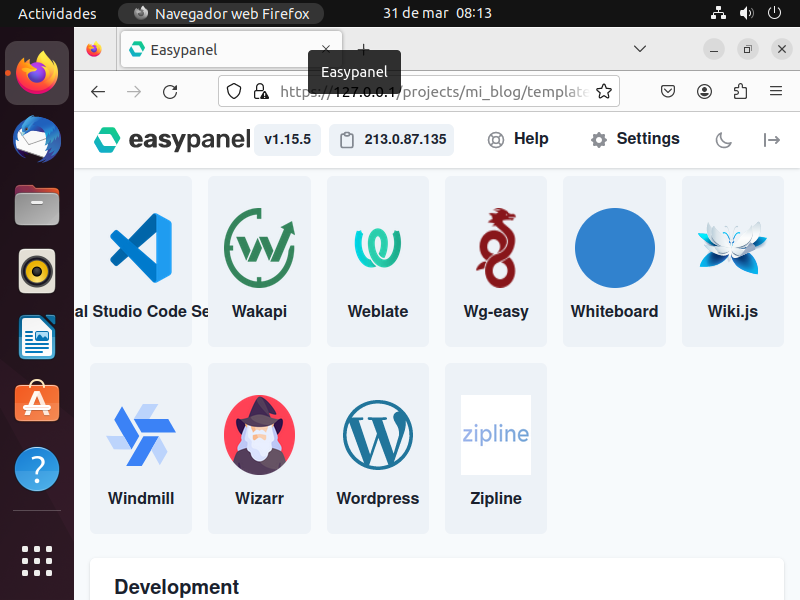 Actividades
Navegador web Firefox
31 de mar 08:13
Easypanel
Easypanel
https://127.0.0.1/projects/mi_blog/template
easypanel
v1.15.5
213.0.87.135
Help
Settings
al Studio Code Se
Wakapi
Weblate
Wg-easy
Whiteboard
Wiki.js
Windmill
Wizarr
Wordpress
zipline
Zipline
Development